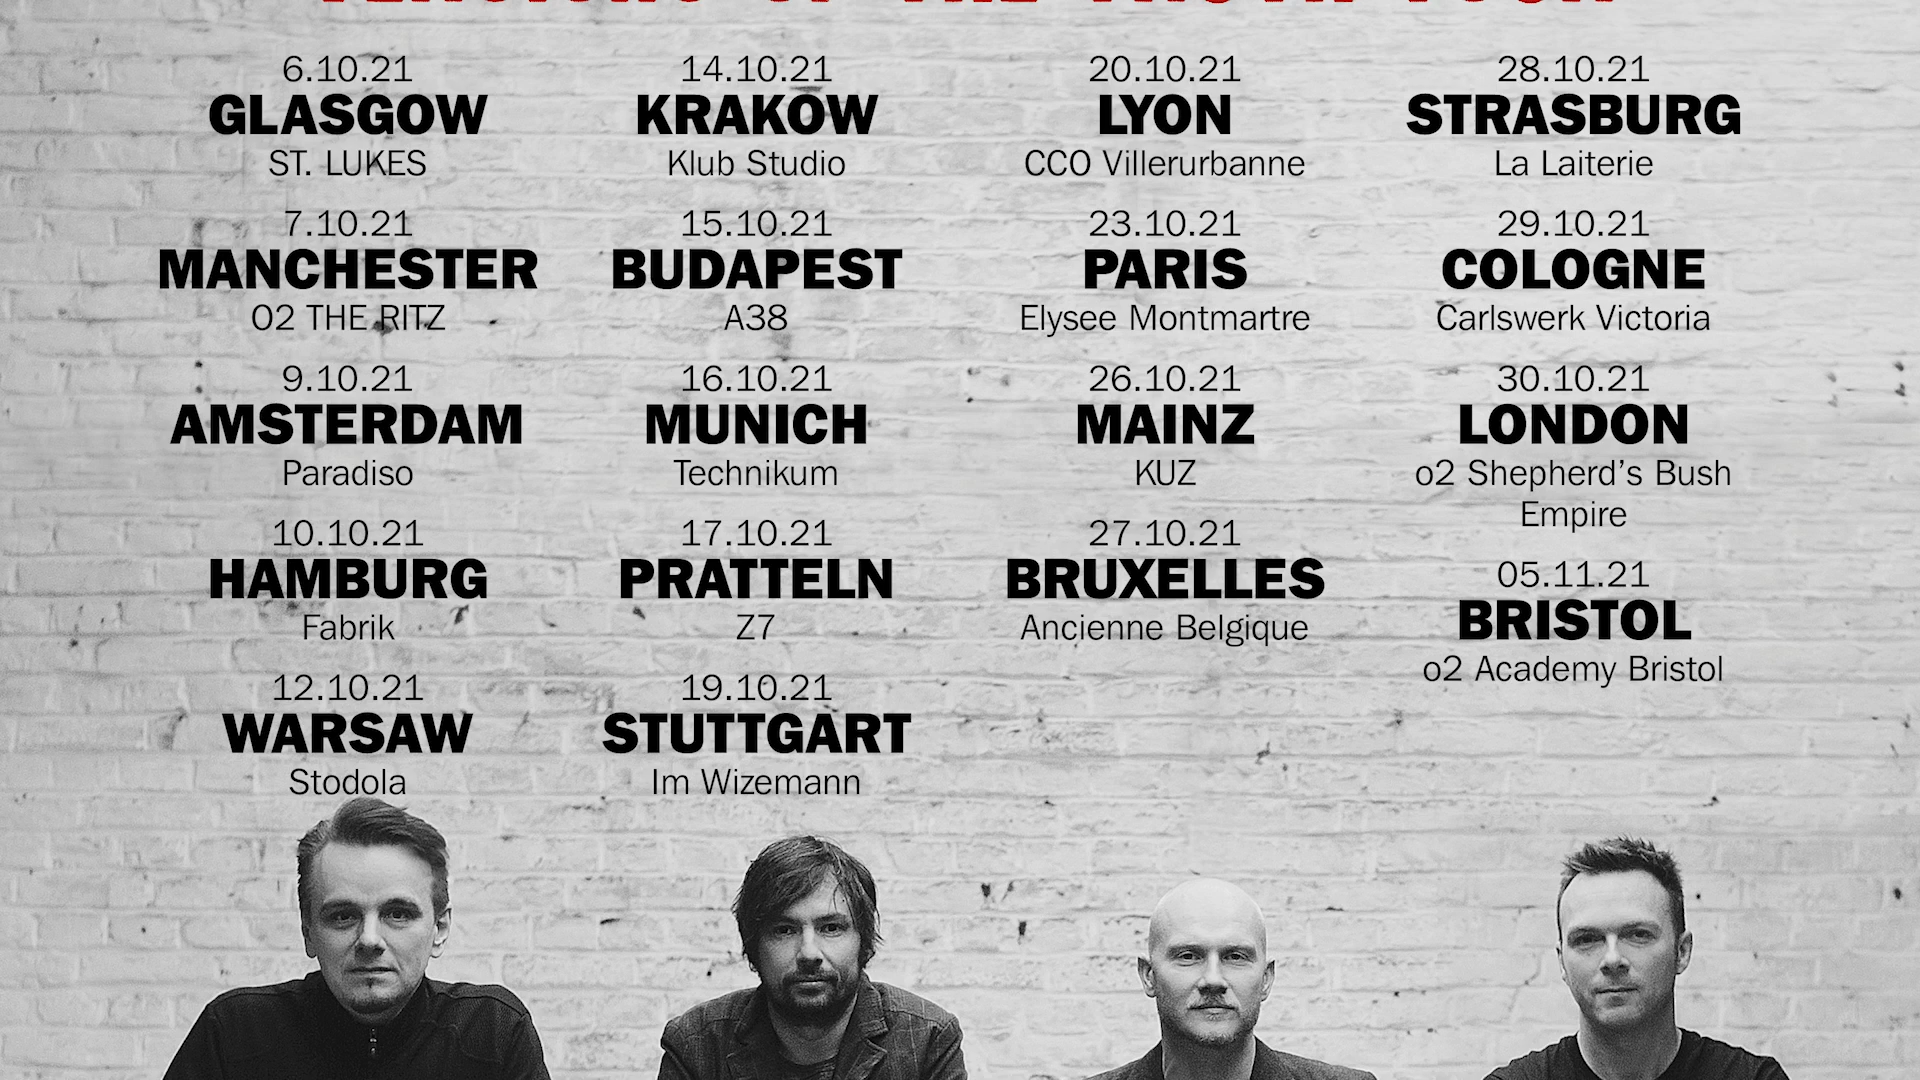 6.10.21
GLASGOW
ST. LUKES
7.10.21
MANCHESTER
O2 THE RITZ
9.10.21
AMSTERDAM
Paradiso
10.10.21
HAMBURG
Fabrik
12.10.21
WARSAW
Stodola
14.10.21
KRAKOW
Klub Studio
15.10.21
BUDAPEST
A38
16.10.21
MUNICH
Technikum
17.10.21
PRATTELN
Z7
19.10.21
STUTTGART
Im Wizemann
20.10.21
LYON
CCO Villerurbanne
23.10.21
PARIS
Elysee Montmartre
26.10.21
MAINZ
KUZ
27.10.21
BRUXELLES
Ancienne Belgique
28.10.21
STRASBURG
La Laiterie
29.10.21
COLOGNE
Carlswerk Victoria
30.10.21
LONDON
o2 Shepherd’s Bush
Empire
05.11.21
BRISTOL
o2 Academy Bristol